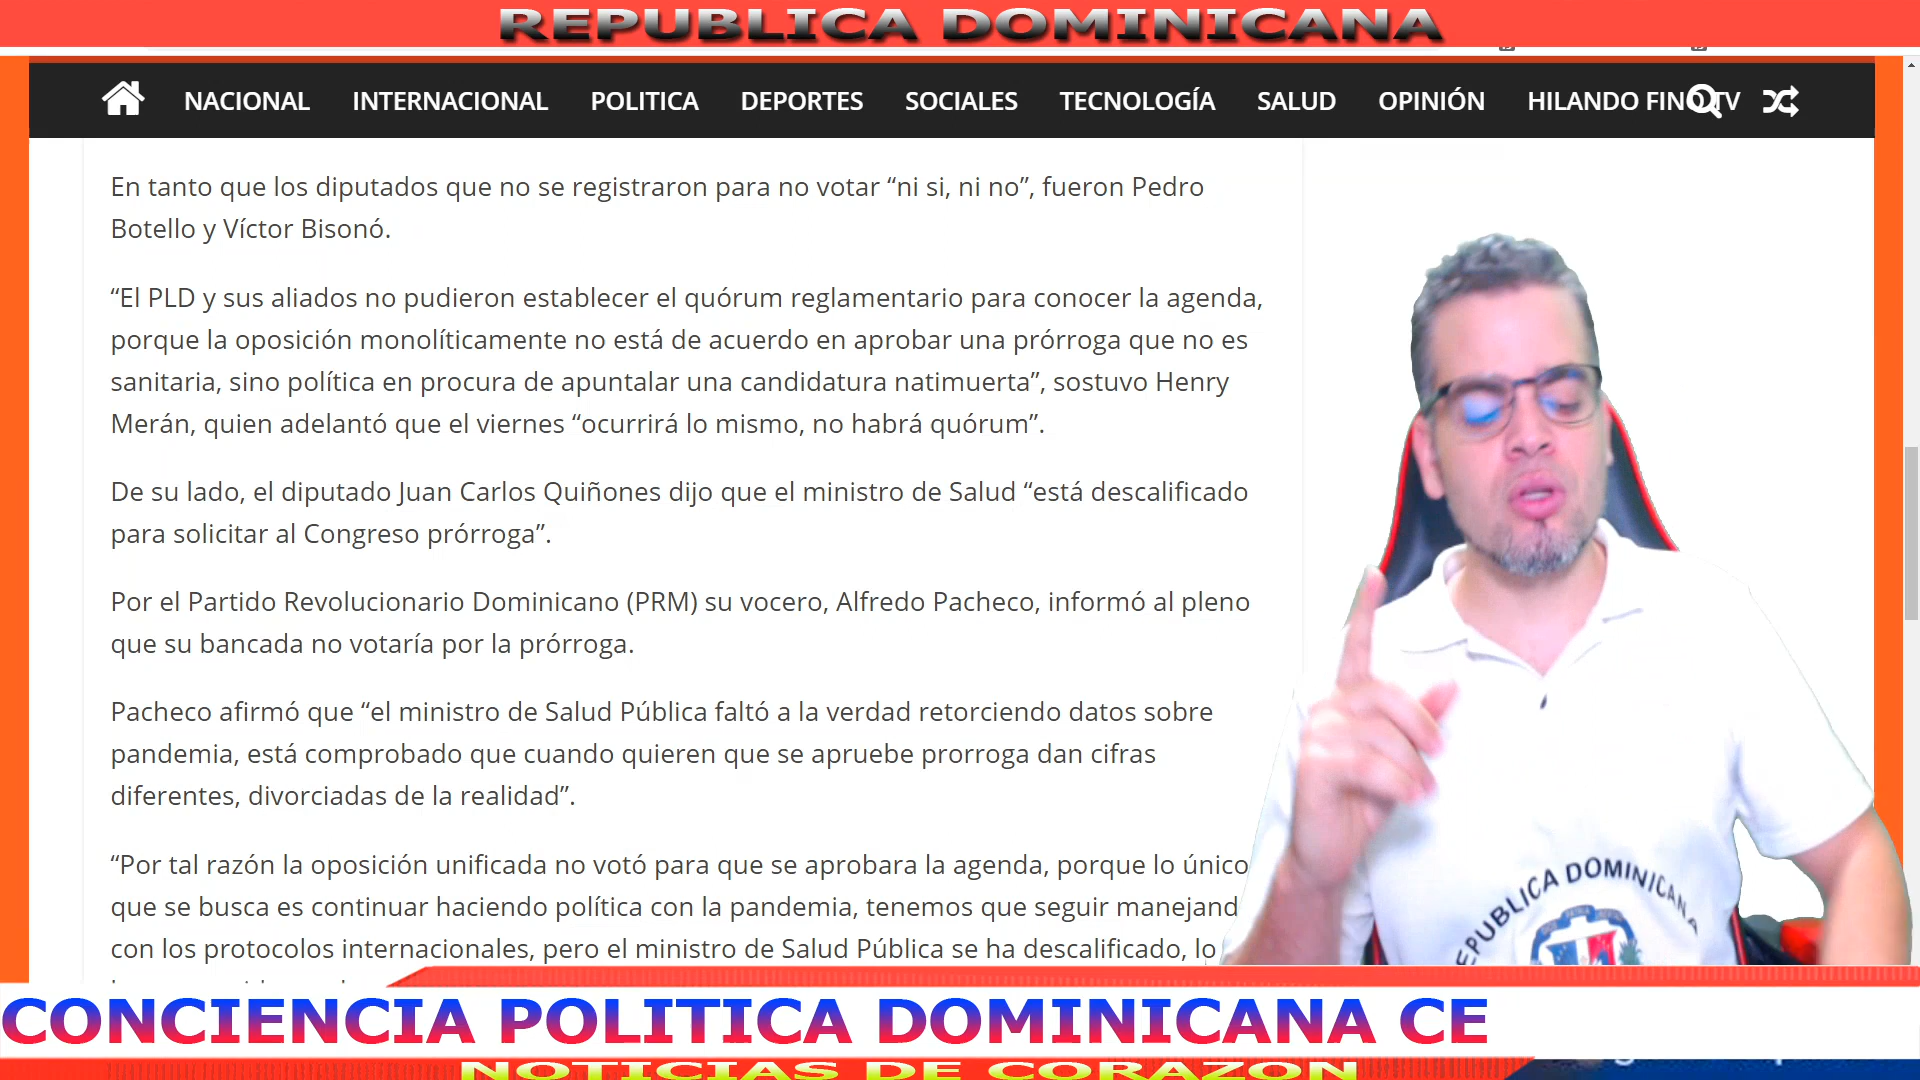 REPUBLICA DOMINICANA
NACIONAL INTERNACIONAL POLITICA DEPORTES SOCIALES TECNOLOGÍA SALUD OPINIÓN HILANDO FINO TV
En tanto que los diputados que no se registraron para no votar “ni si, ni no”, fueron Pedro
Botello y Víctor Bisonó.
“El PLD y sus aliados no pudieron establecer el quórum reglamentario para conocer la agenda,
porque la oposición monolíticamente no está de acuerdo en aprobar una prórroga que no es
sanitaria, sino política en procura de apuntalar una candidatura natimuerta”, sostuvo Henry
Merán, quien adelantó que el viernes “ocurrirá lo mismo, no habrá quórum”.
De su lado, el diputado Juan Carlos Quiñones dijo que el ministro de Salud “está descalificado
para solicitar al Congreso prórroga”.
Por el Partido Revolucionario Dominicano (PRM) su vocero, Alfredo Pacheco, informó al pleno
que su bancada no votaría por la prórroga.
Pacheco afirmó que “el ministro de Salud Pública faltó a la verdad retorciendo datos sobre
pandemia, está comprobado que cuando quieren que se apruebe prorroga dan cifras
diferentes, divorciadas de la realidad”.
“Por tal razón la oposición unificada no votó para que se aprobara la agenda, porque lo único
que se busca es continuar haciendo política con la pandemia, tenemos que seguir manejand
con los protocolos internacionales, pero el ministro de Salud Pública se ha descalificado, lo
EPUBLICA DOMINICANA
CONCIENCIA POLITICA DOMINICANA CE
NOTICIAS DE CORAZON